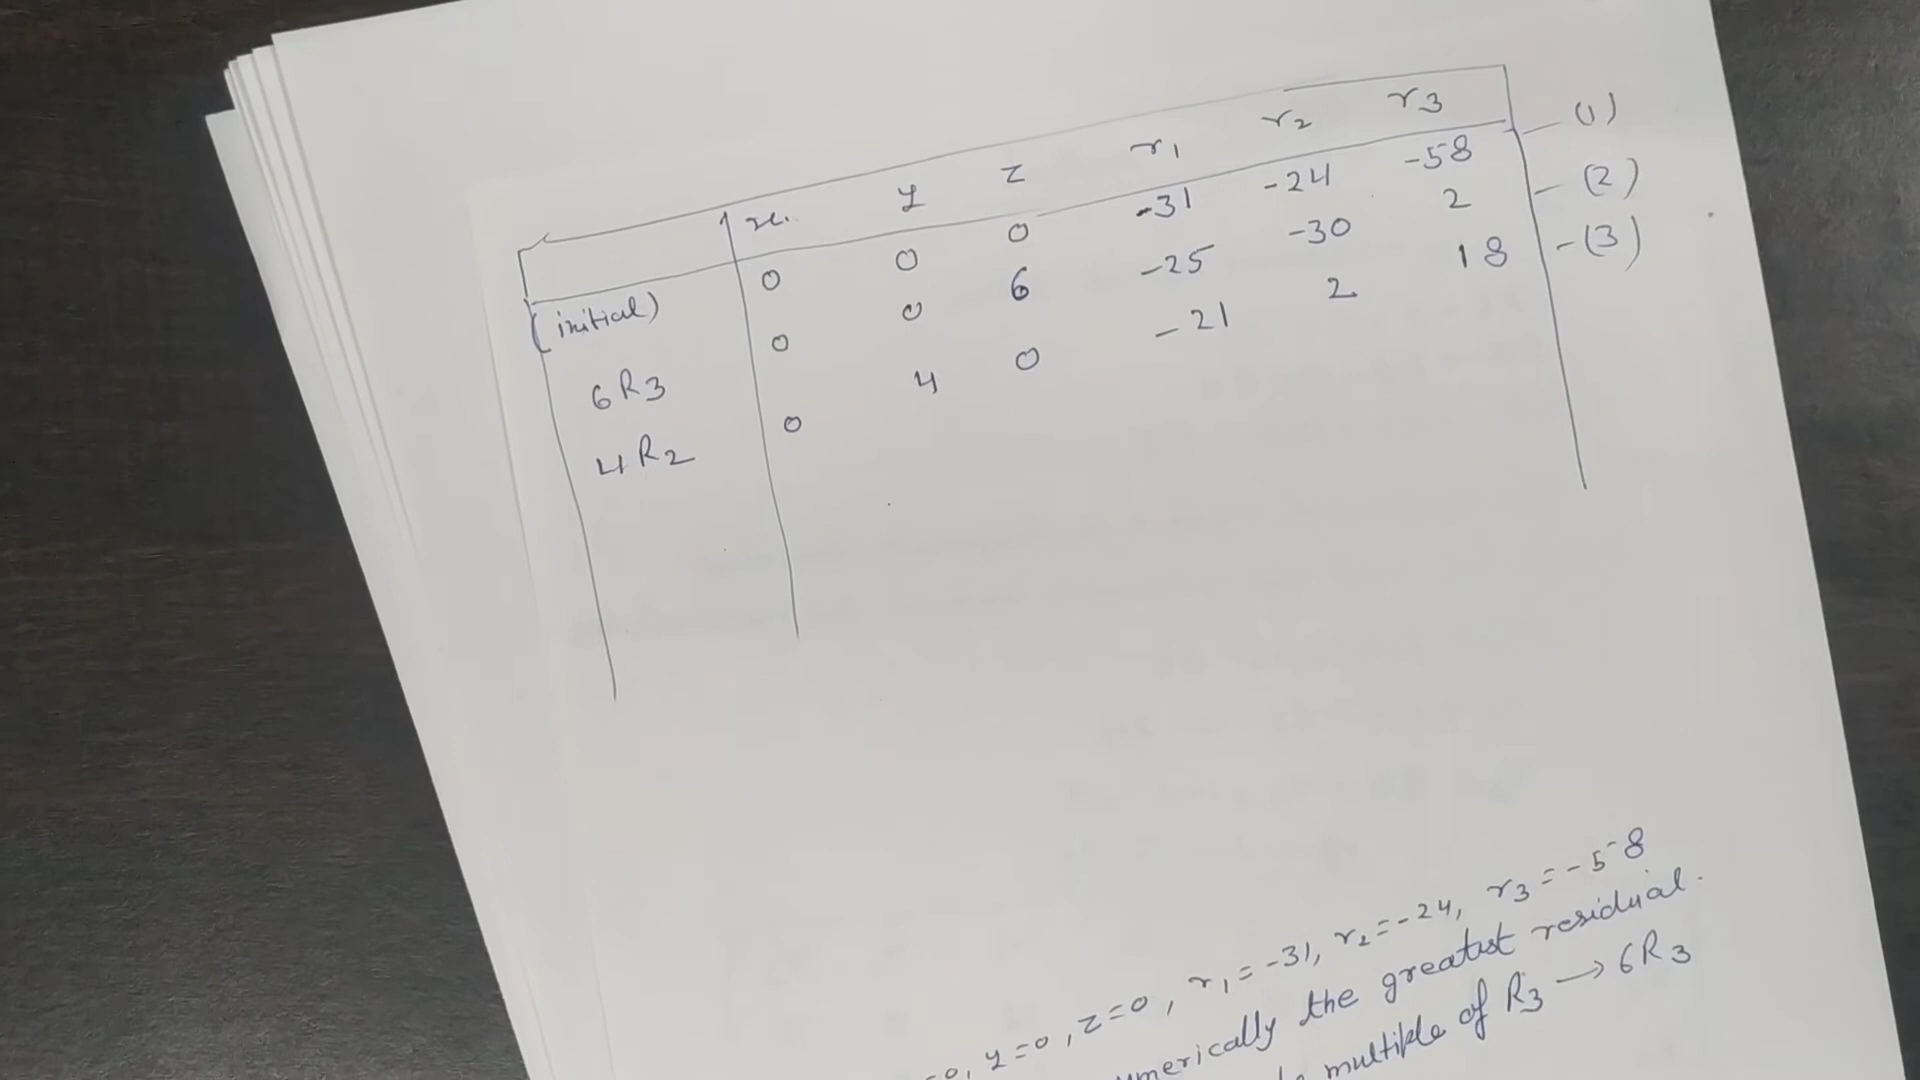 x. y z r1 r2 r3
(initial) 0 0 0 -31 -24 -58 — (1)
6R3 0 0 6 -25 -30 2 — (2)
4R2 0 4 0 -21 2 18 — (3)
=0, y=0, z=0, r1=-31, r2=-24, r3=-58
numerically the greatest residual.
multiple of R3 → 6R3